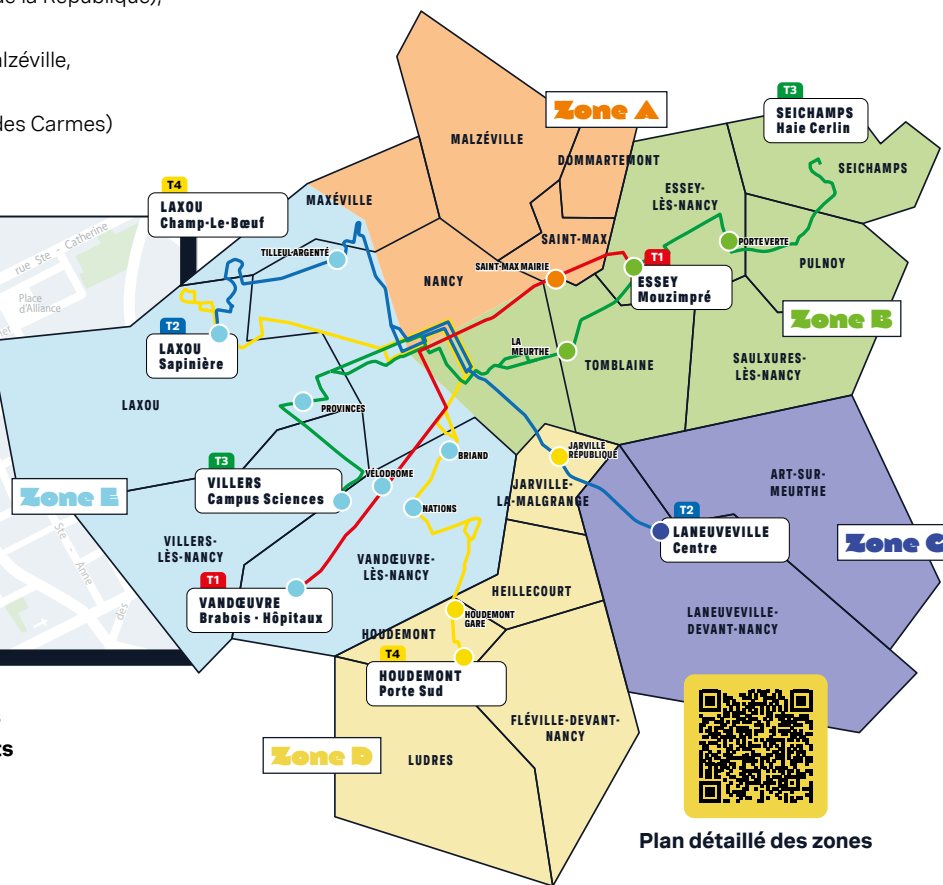 de la République),
alzéville,
des Carmes)
Zone A
T3
SEICHAMPS
Haie Cerlin
MALZÉVILLE
DOMMARTEMONT
SEICHAMPS
ESSEY-
LÈS-NANCY
T4
LAXOU
Champ-Le-Bœuf
MAXÉVILLE
rue Ste - Catherine
TILLEUL-ARGENTÉ
SAINT-MAX
PORTE VERTE
T1
ESSEY
Mouzimpré
SAINT-MAX MAIRIE
NANCY
PULNOY
Place
d'Alliance
Zone B
T2
LAXOU
Sapinière
LA
MEURTHE
TOMBLAINE
SAULXURES-
LÈS-NANCY
LAXOU
PROVINCES
JARVILLE
RÉPUBLIQUE
BRIAND
T3
VILLERS
Campus Sciences
VÉLODROME
ART-SUR-
MEURTHE
Zone E
JARVILLE-
LA-MALGRANGE
NATIONS
T2
LANEUVEVILLE
Centre
Zone C
VILLERS-
LÈS-NANCY
Ste - Anne
des
VANDŒUVRE-
LÈS-NANCY
T1
VANDŒUVRE
Brabois - Hôpitaux
HEILLECOURT
LANEUVEVILLE-
DEVANT-NANCY
HOUDEMONT
GARE
HOUDEMONT
T4
HOUDEMONT
Porte Sud
FLÉVILLE-DEVANT-
NANCY
Zone D
LUDRES
Plan détaillé des zones